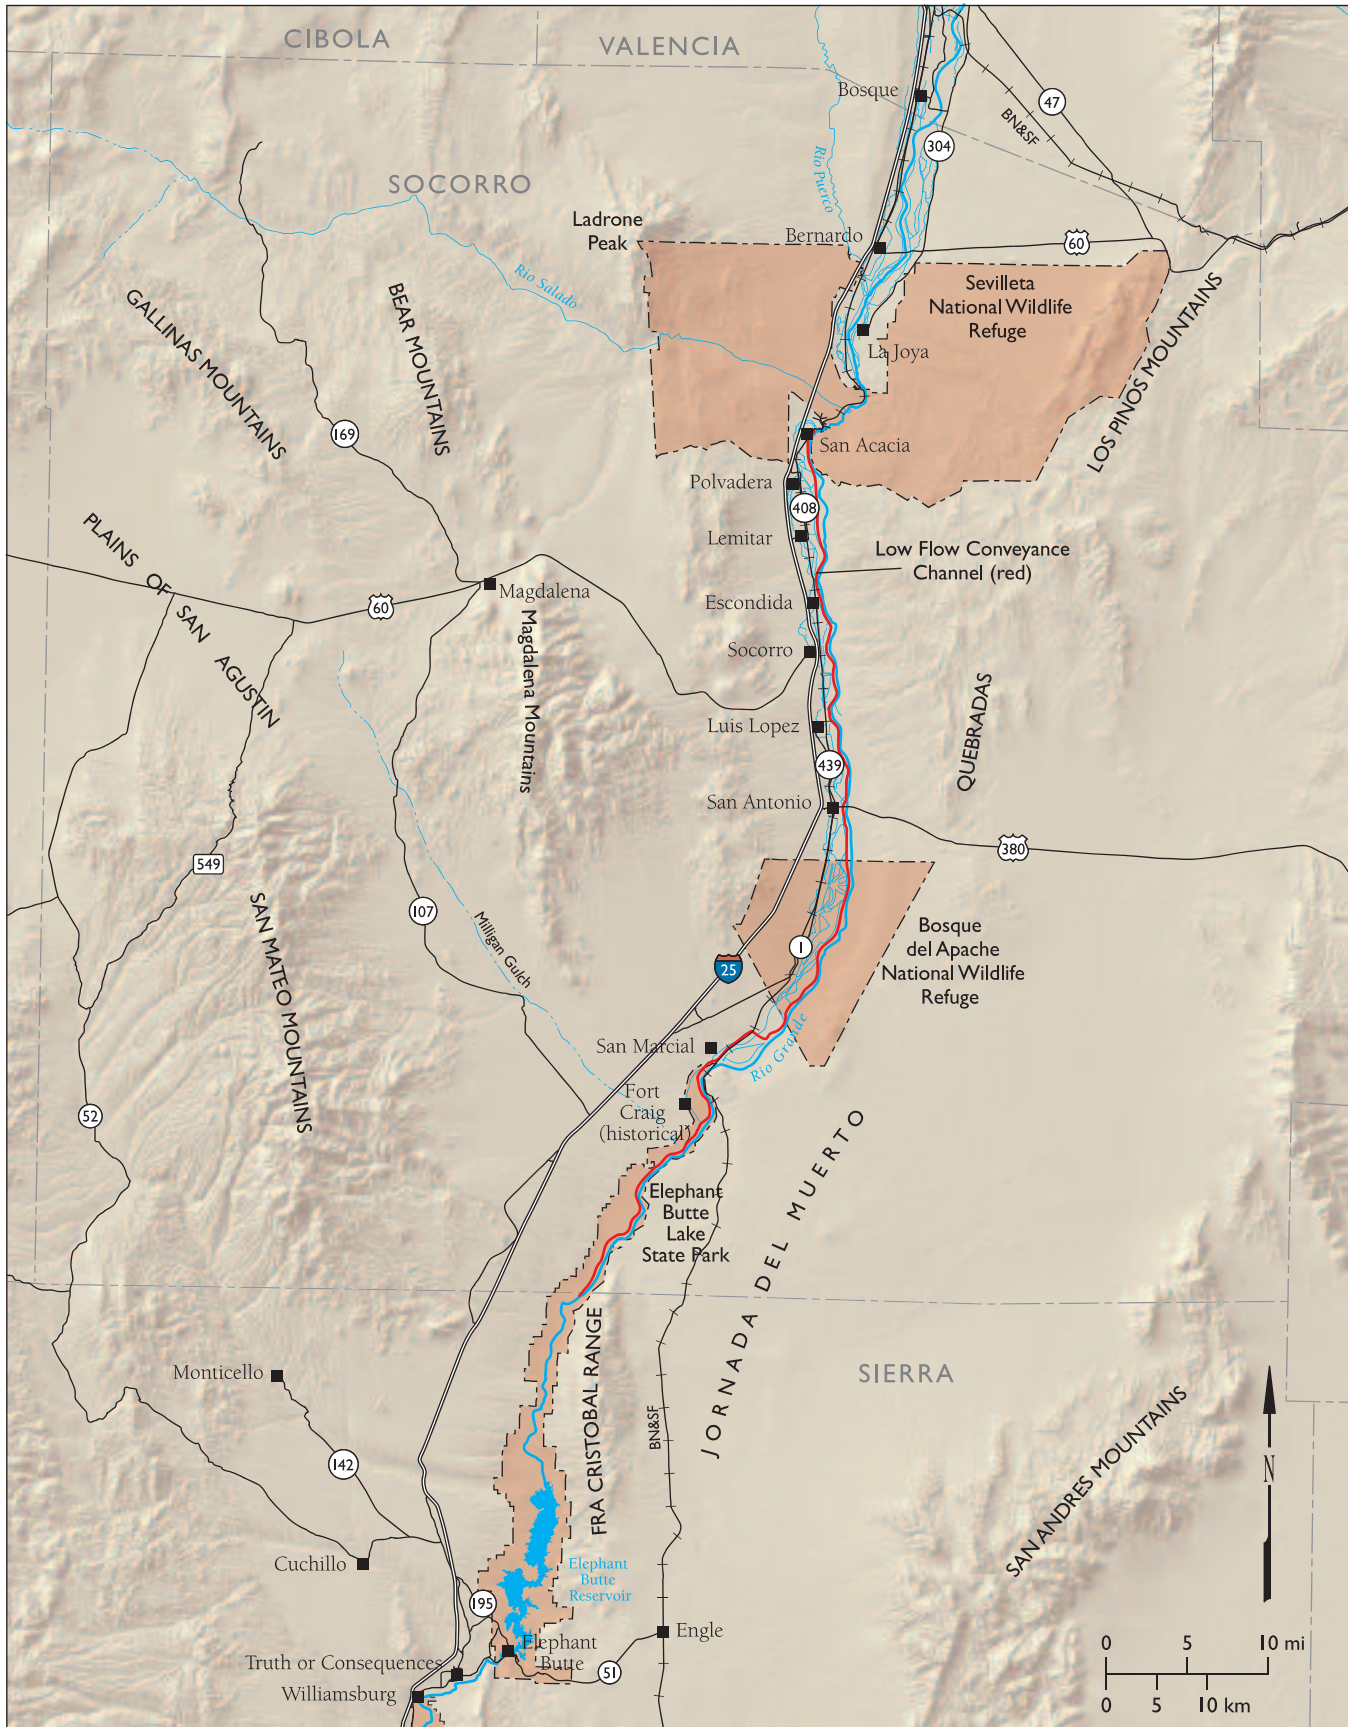 CIBOLA
VALENCIA
Bosque
47
BN&SF
304
Rio Puerco
SOCORRO
Ladrone
Peak
Bernardo
60
Rio Salado
Sevilleta
National Wildlife
Refuge
GALLINAS MOUNTAINS
BEAR MOUNTAINS
La Joya
LOS PINOS MOUNTAINS
169
San Acacia
Polvadera
408
PLAINS OF SAN AGUSTIN
Lemitar
Low Flow Conveyance
Channel (red)
Magdalena
60
Escondida
Magdalena Mountains
Socorro
QUEBRADAS
Luis Lopez
439
San Antonio
380
549
SAN MATEO MOUNTAINS
107
Milligan Gulch
1
Bosque
del Apache
National Wildlife
Refuge
25
San Marcial
Rio Grande
Fort
Craig
(historical)
52
JORNADA DEL MUERTO
Elephant
Butte
Lake
State Park
FRA CRISTOBAL RANGE
Monticello
SIERRA
BN&SF
SAN ANDRES MOUNTAINS
142
N
Cuchillo
Elephant
Butte
Reservoir
195
Engle
Elephant
Butte
51
Truth or Consequences
Williamsburg
0 5 10 mi
0 5 10 km